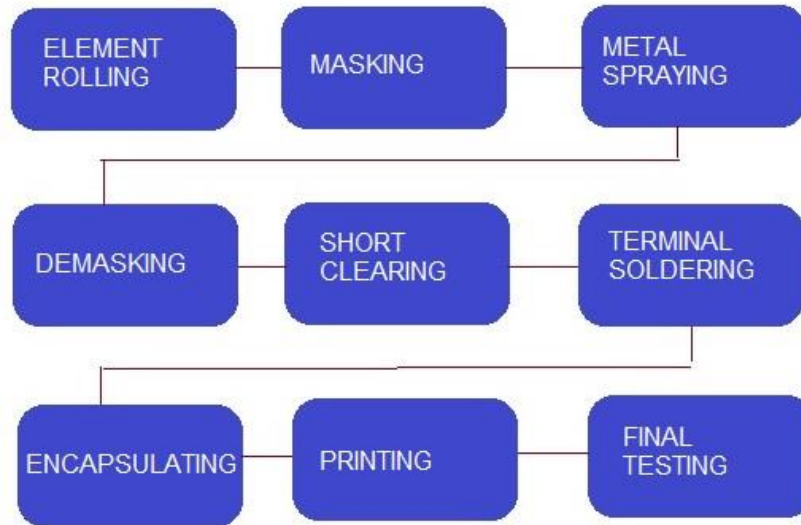 ELEMENT
ROLLING
MASKING
METAL
SPRAYING
DEMASKING
SHORT
CLEARING
TERMINAL
SOLDERING
ENCAPSULATING
PRINTING
FINAL
TESTING